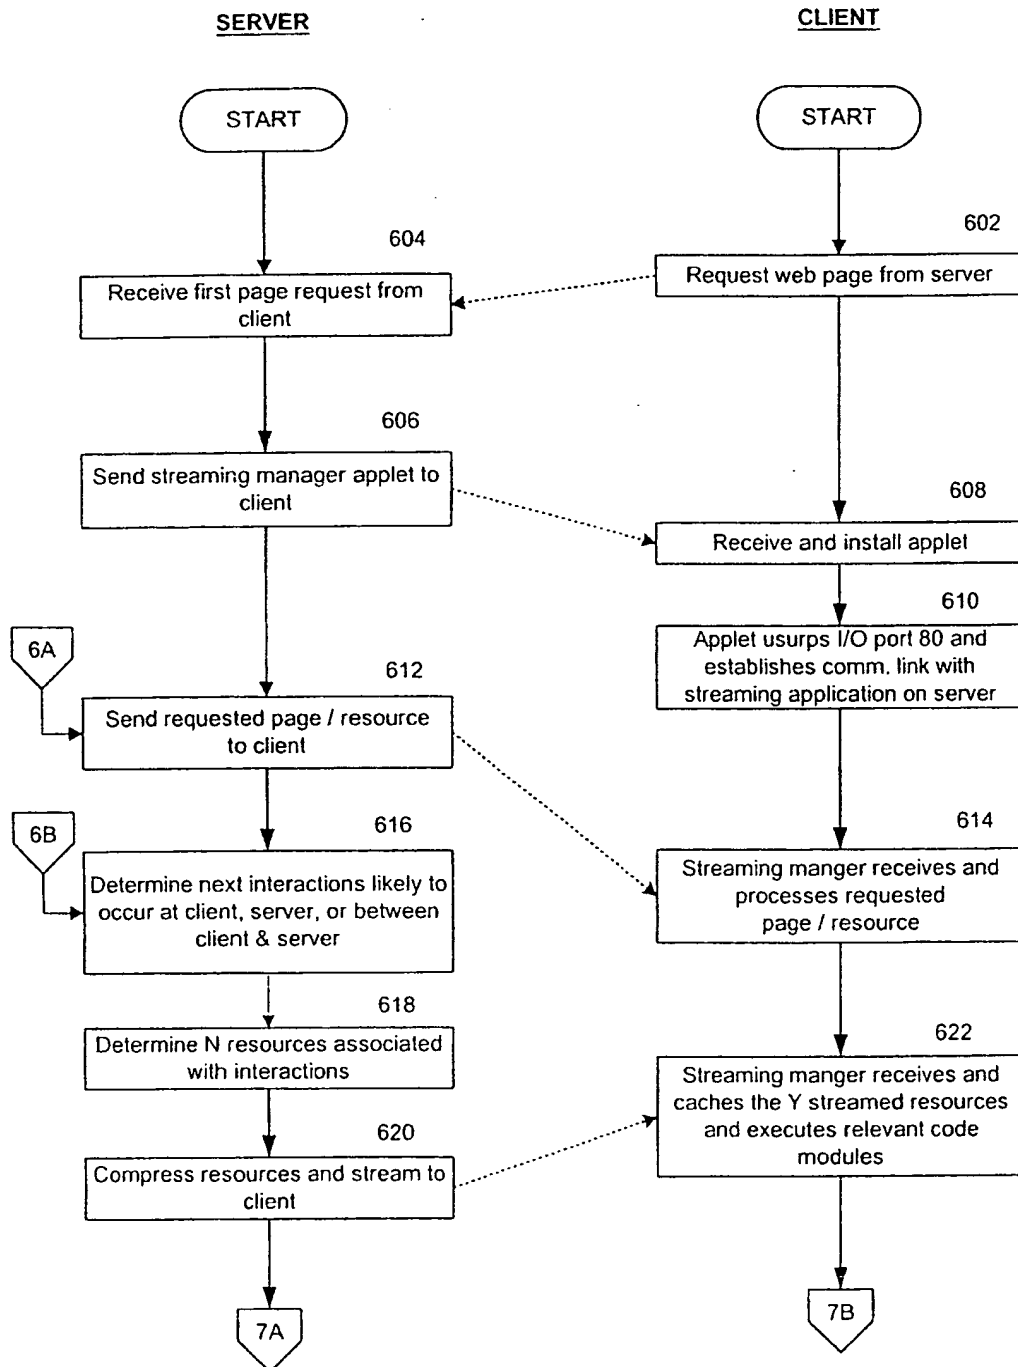 SERVER
CLIENT
START
START
604
602
Receive first page request from
client
Request web page from server
606
Send streaming manager applet to
client
608
Receive and install applet
610
Applet usurps I/O port 80 and
establishes comm. link with
streaming application on server
6A
612
Send requested page / resource
to client
6B
616
614
Determine next interactions likely to
occur at client, server, or between
client & server
Streaming manger receives and
processes requested
page / resource
618
Determine N resources associated
with interactions
622
Streaming manger receives and
caches the Y streamed resources
and executes relevant code
modules
620
Compress resources and stream to
client
7A
7B